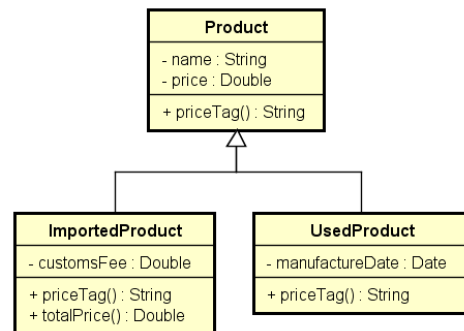 Product
- name : String
- price : Double
+ priceTag() : String
ImportedProduct
- customsFee : Double
+ priceTag() : String
+ totalPrice() : Double
UsedProduct
- manufactureDate : Date
+ priceTag() : String